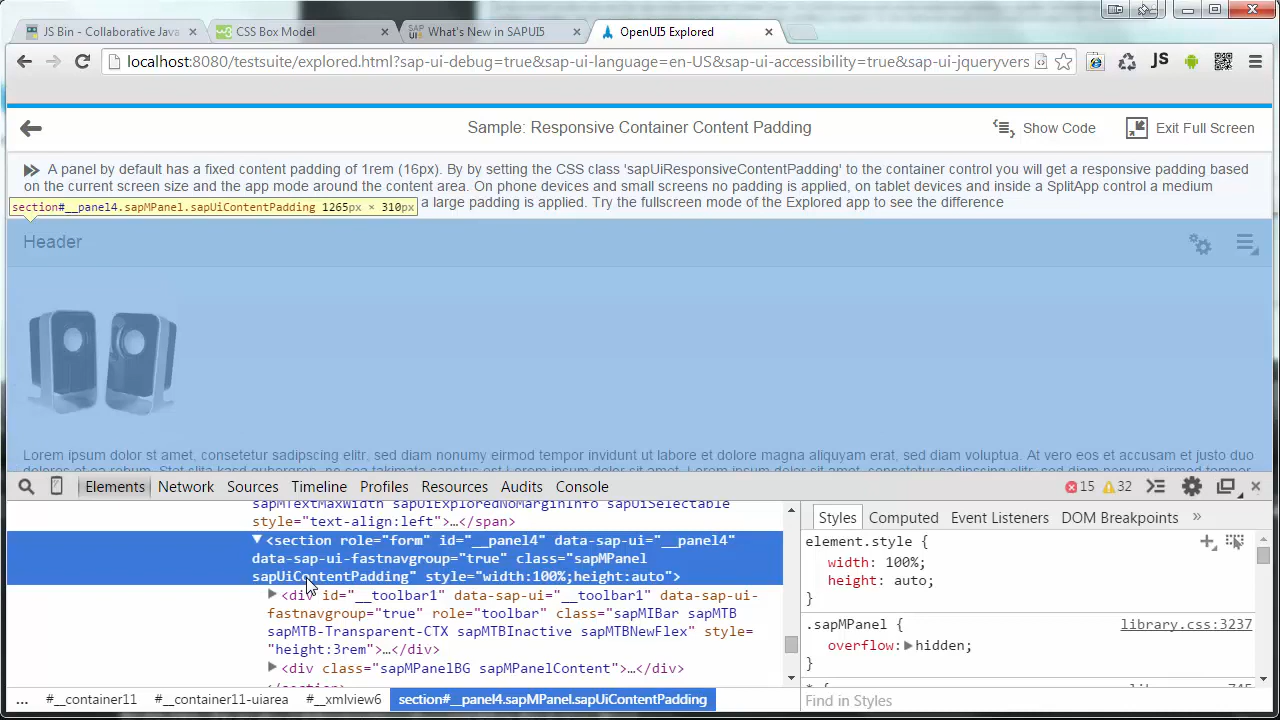 JS Bin - Collaborative Java
CSS Box Model
What's New in SAPUI5
OpenUI5 Explored
localhost:8080/testsuite/explored.html?sap-ui-debug=true&sap-ui-language=en-US&sap-ui-accessibility=true&sap-ui-jqueryvers
JS
Sample: Responsive Container Content Padding
Show Code
Exit Full Screen
A panel by default has a fixed content padding of 1rem (16px). By by setting the CSS class 'sapUiResponsiveContentPadding' to the container control you will get a responsive padding based
on the current screen size and the app mode around the content area. On phone devices and small screens no padding is applied, on tablet devices and inside a SplitApp control a medium
section#__panel4.sapMPanel.sapUiContentPadding 1265px × 310px
a large padding is applied. Try the fullscreen mode of the Explored app to see the difference
Header
Lorem ipsum dolor st amet, consetetur sadipscing elitr, sed diam nonumy eirmod tempor invidunt ut labore et dolore magna aliquyam erat, sed diam voluptua. At vero eos et accusam et justo duo
Elements Network Sources Timeline Profiles Resources Audits Console
15 32
sapMTextMaxWidth sapUiExploredNoMarginInfo sapUiSelectable
style="text-align:left">…</span>
<section role="form" id="__panel4" data-sap-ui="__panel4"
data-sap-ui-fastnavgroup="true" class="sapMPanel
sapUiContentPadding" style="width:100%;height:auto">
<div id="__toolbar1" data-sap-ui="__toolbar1" data-sap-ui-
fastnavgroup="true" role="toolbar" class="sapMIBar sapMTB
sapMTB-Transparent-CTX sapMTBInactive sapMTBNewFlex" style=
"height:3rem">…</div>
<div class="sapMPanelBG sapMPanelContent">…</div>
Styles Computed Event Listeners DOM Breakpoints »
element.style {
width: 100%;
height: auto;
}
.sapMPanel {
library.css:3237
overflow: hidden;
}
... #__container11 #__container11-uiarea #__xmlview6 section#__panel4.sapMPanel.sapUiContentPadding
Find in Styles